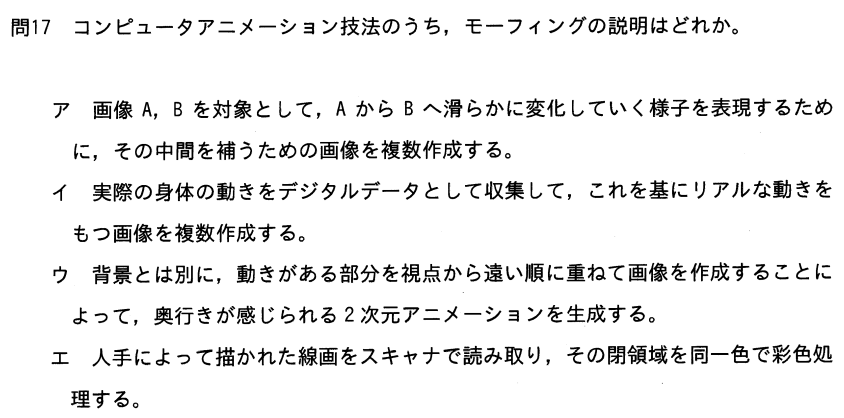 問17 コンピュータアニメーション技法のうち，モーフィングの説明はどれか。
ア 画像 A，B を対象として，A から B へ滑らかに変化していく様子を表現するため
に，その中間を補うための画像を複数作成する。
イ 実際の身体の動きをデジタルデータとして収集して，これを基にリアルな動きを
もつ画像を複数作成する。
ウ 背景とは別に，動きがある部分を視点から遠い順に重ねて画像を作成することに
よって，奥行きが感じられる 2 次元アニメーションを生成する。
エ 人手によって描かれた線画をスキャナで読み取り，その閉領域を同一色で彩色処
理する。